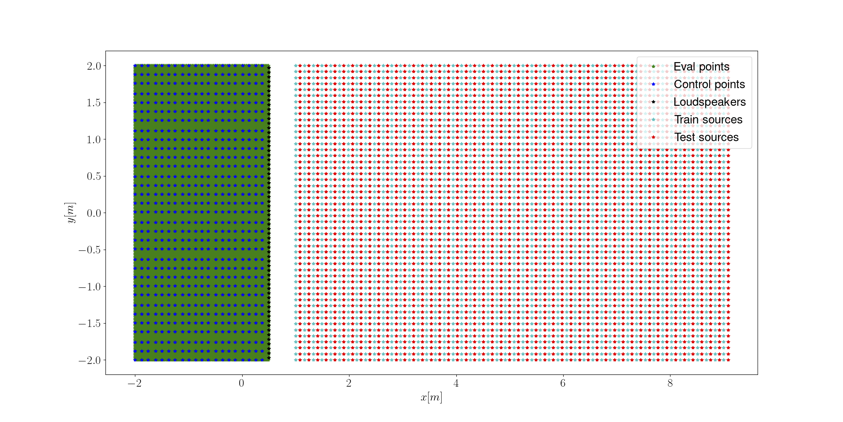 Eval points
Control points
Loudspeakers
Train sources
Test sources
2.0
1.5
1.0
0.5
0.0
−0.5
−1.0
−1.5
−2.0
y[m]
−2 0 2 4 6 8
x[m]